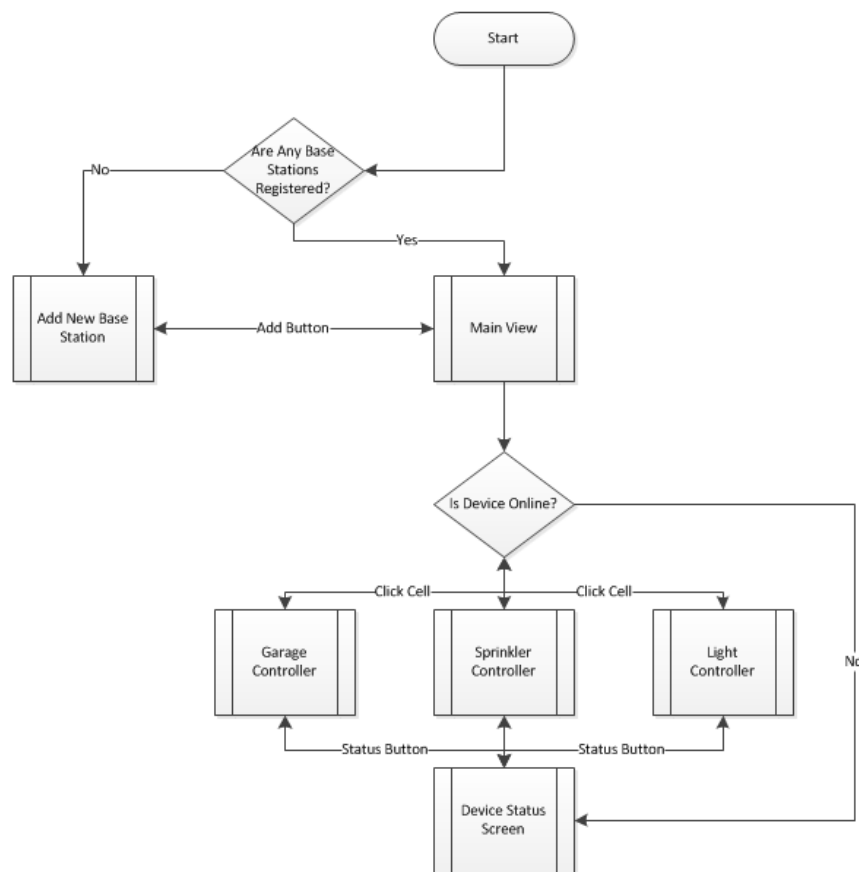 Start
Are Any Base
Stations
Registered?
No
Yes
Add New Base
Station
Add Button
Main View
Is Device Online?
Click Cell
Click Cell
Garage
Controller
Sprinkler
Controller
Light
Controller
No
Status Button
Status Button
Device Status
Screen